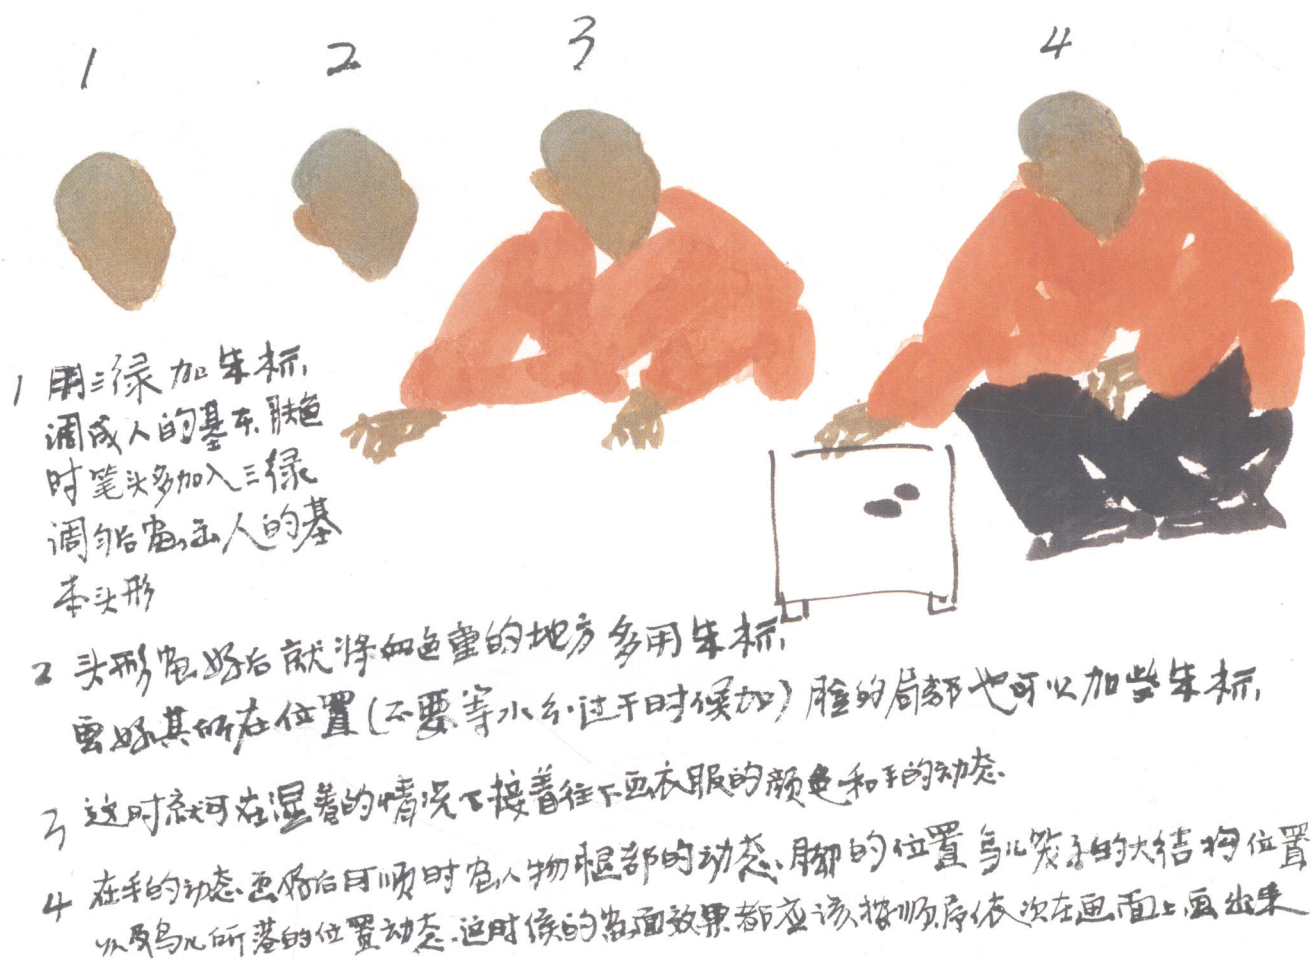 1
2
3
4
1 用三绿加朱标
调成人的基本肤色
时笔头多加入三绿
调匀后画出人的基
本头形
2 头形画好后就将如色重的地方多用朱标
画好其所在位置(不要等水分过干时候加)脸的局部也可以加些朱标
3 这时就可在湿着的情况下接着往下画衣服的颜色和手的动态
4 在手的动态画好后可顺时画人物腿部的动态、脚的位置鸟儿笼子的大结构位置
以及鸟儿所落的位置动态.这时候的画面效果都应该按顺序依次在画面上画出来